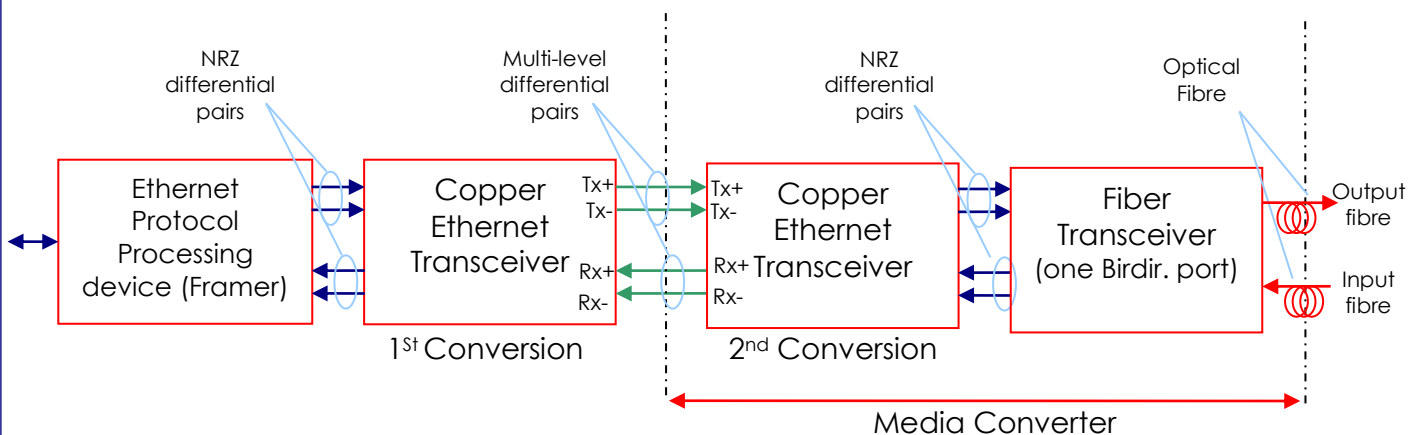 NRZ
differential
pairs
Multi-level
differential
pairs
NRZ
differential
pairs
Optical
Fibre
Ethernet
Protocol
Processing
device (Framer)
Copper
Ethernet
Transceiver
Tx+
Tx-
Rx+
Rx-
Tx+
Tx-
Rx+
Rx-
Copper
Ethernet
Transceiver
Fiber
Transceiver
(one Birdir. port)
Output
fibre
Input
fibre
1St Conversion
2nd Conversion
Media Converter